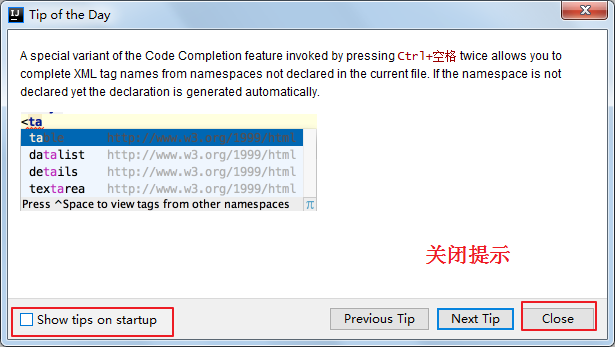 Tip of the Day
A special variant of the Code Completion feature invoked by pressing Ctrl+空格 twice allows you to
complete XML tag names from namespaces not declared in the current file. If the namespace is not
declared yet the declaration is generated automatically.
<ta
table http://www.w3.org/1999/html
datalist http://www.w3.org/1999/html
details http://www.w3.org/1999/html
textarea http://www.w3.org/1999/html
Press ^Space to view tags from other namespaces π
关闭提示
Show tips on startup Previous Tip Next Tip Close